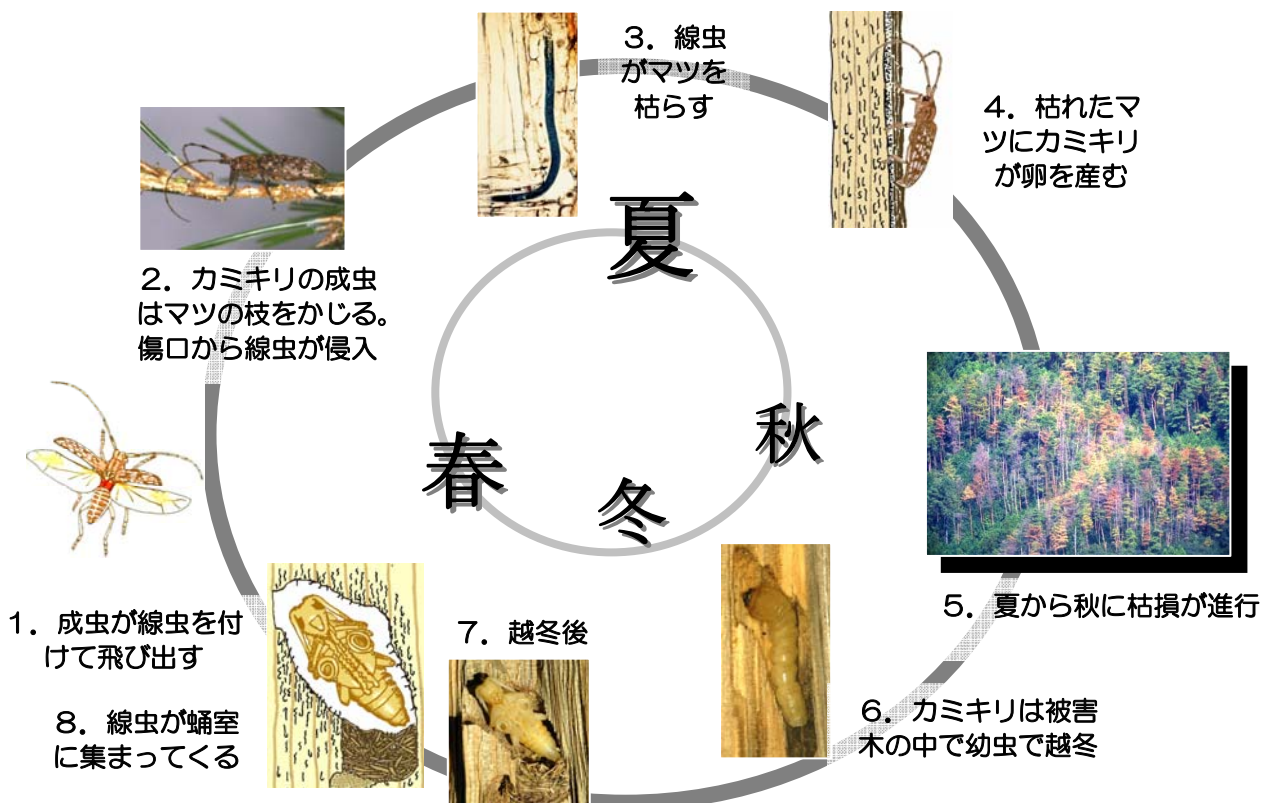 1. 成虫が線虫を付
けて飛び出す
2. カミキリの成虫
はマツの枝をかじる。
傷口から線虫が侵入
3. 線虫
がマツを
枯らす
4. 枯れたマ
ツにカミキリ
が卵を産む
5. 夏から秋に枯損が進行
6. カミキリは被害
木の中で幼虫で越冬
7. 越冬後
8. 線虫が蛹室
に集まってくる
夏
秋
冬
春